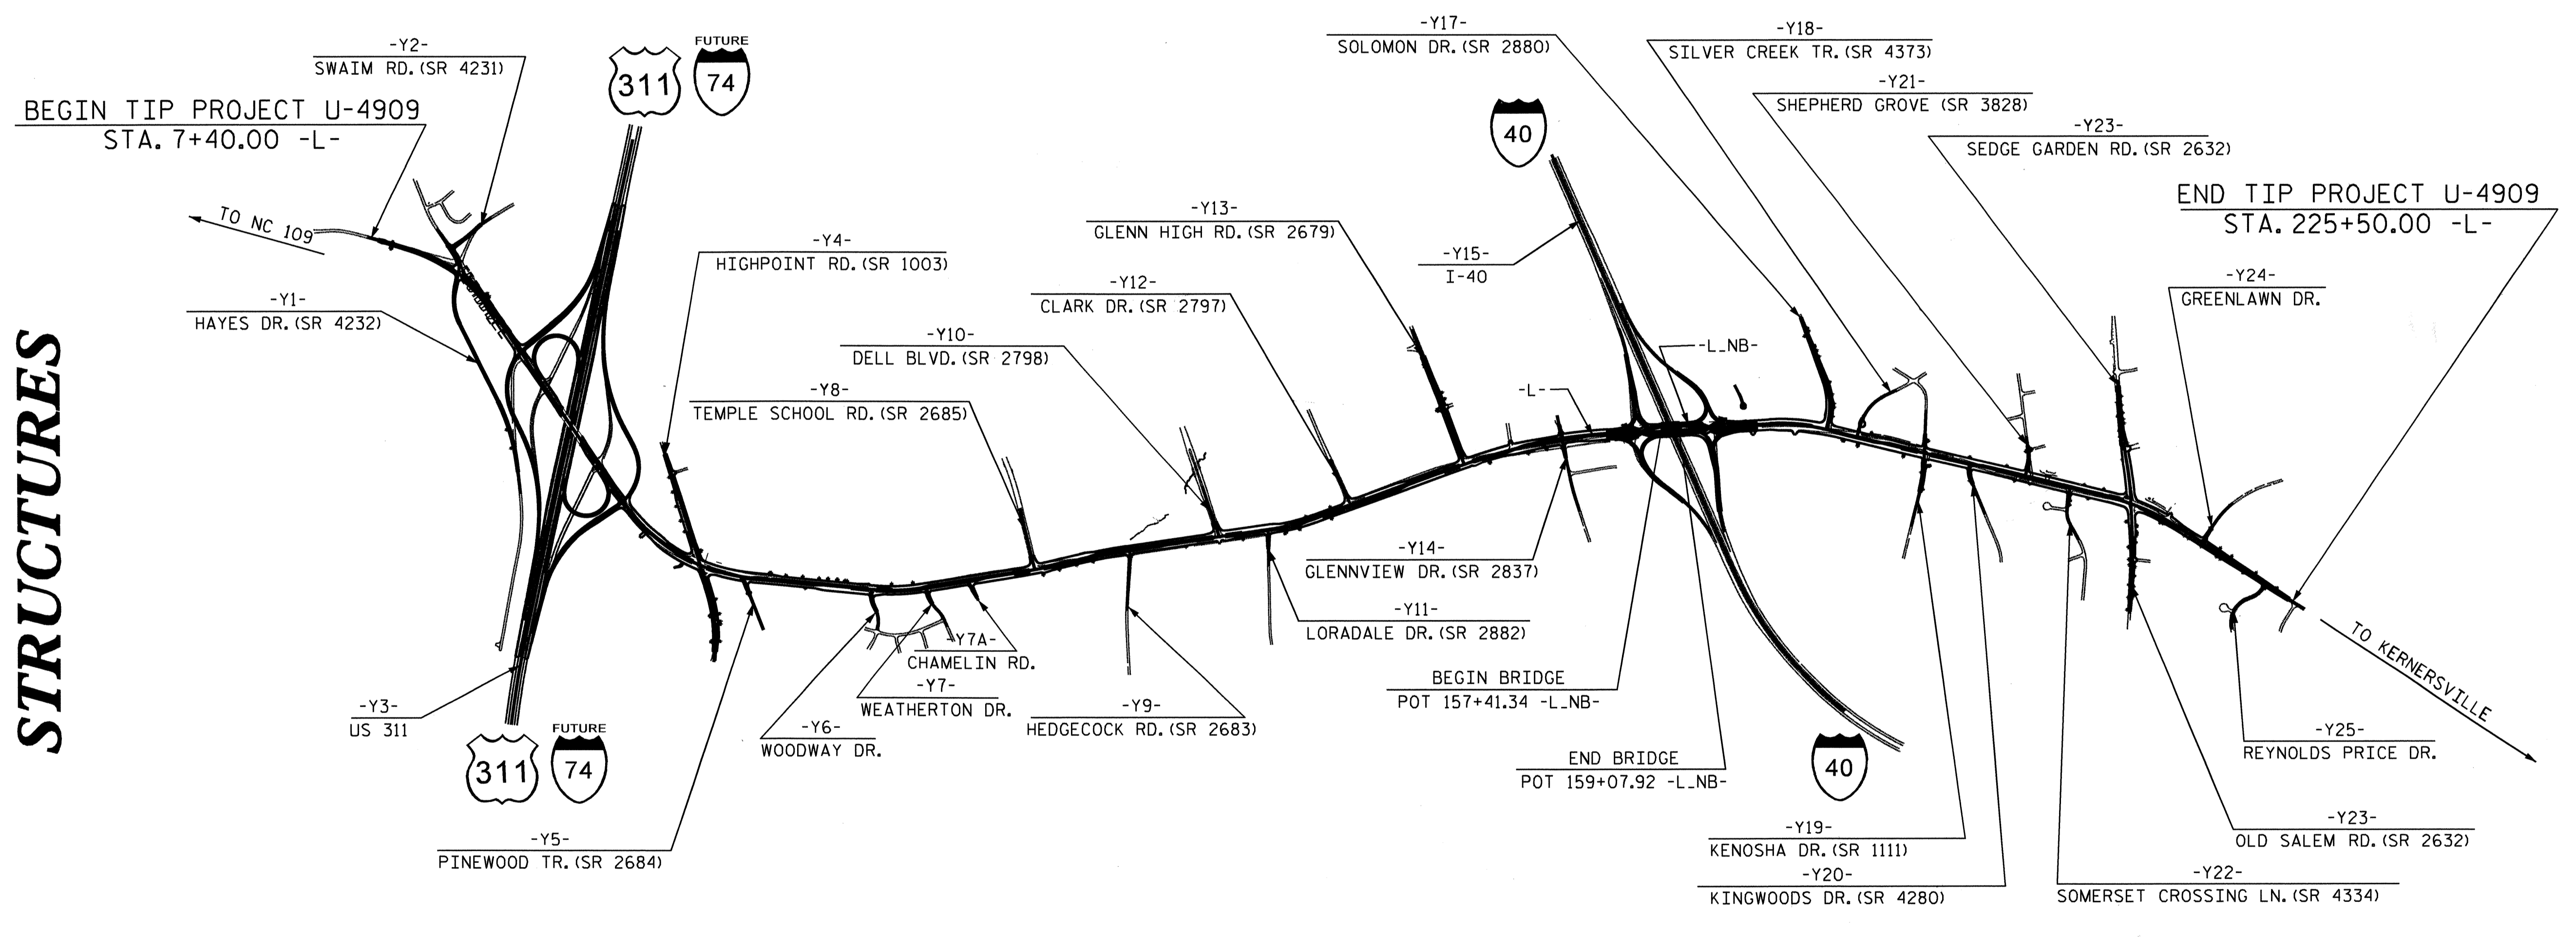 STRUCTURES
-Y2-
SWAIM RD. (SR 4231)
BEGIN TIP PROJECT U-4909
STA. 7+40.00 -L-
TO NC 109
-Y1-
HAYES DR. (SR 4232)
311
FUTURE
74
-Y4-
HIGHPOINT RD. (SR 1003)
-Y8-
TEMPLE SCHOOL RD. (SR 2685)
-Y10-
DELL BLVD. (SR 2798)
-Y12-
CLARK DR. (SR 2797)
-Y13-
GLENN HIGH RD. (SR 2679)
-Y17-
SOLOMON DR. (SR 2880)
40
-Y15-
I-40
-L-
-L_NB-
-Y18-
SILVER CREEK TR. (SR 4373)
-Y21-
SHEPHERD GROVE (SR 3828)
-Y23-
SEDGE GARDEN RD. (SR 2632)
END TIP PROJECT U-4909
STA. 225+50.00 -L-
-Y24-
GREENLAWN DR.
-Y3-
US 311
311
FUTURE
74
-Y5-
PINEWOOD TR. (SR 2684)
-Y6-
WOODWAY DR.
-Y7-
WEATHERTON DR.
-Y7A-
CHAMELIN RD.
-Y9-
HEDGECOCK RD. (SR 2683)
-Y14-
GLENNVIEW DR. (SR 2837)
-Y11-
LORADALE DR. (SR 2882)
BEGIN BRIDGE
POT 157+41.34 -L_NB-
END BRIDGE
POT 159+07.92 -L_NB-
40
-Y19-
KENOSHA DR. (SR 1111)
-Y20-
KINGWOODS DR. (SR 4280)
-Y22-
SOMERSET CROSSING LN. (SR 4334)
-Y23-
OLD SALEM RD. (SR 2632)
-Y25-
REYNOLDS PRICE DR.
TO KERNERSVILLE